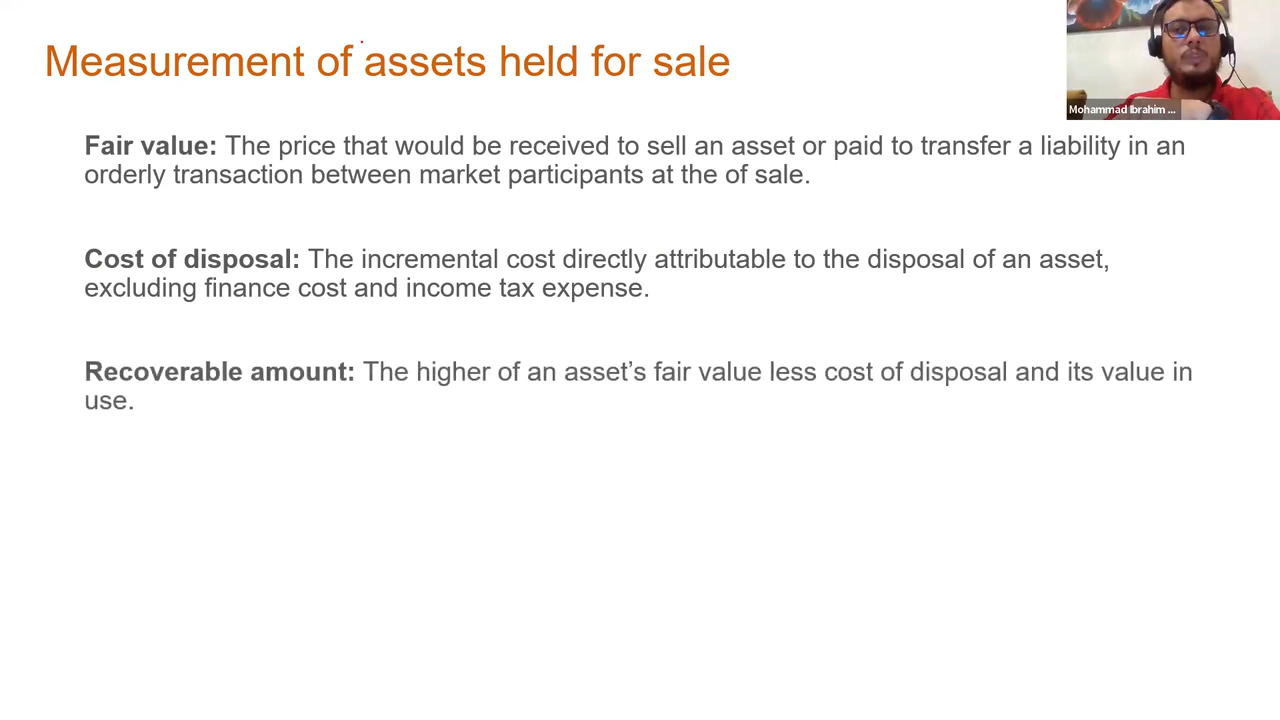 Measurement of assets held for sale
Mohammad Ibrahim ...
Fair value: The price that would be received to sell an asset or paid to transfer a liability in an
orderly transaction between market participants at the of sale.
Cost of disposal: The incremental cost directly attributable to the disposal of an asset,
excluding finance cost and income tax expense.
Recoverable amount: The higher of an asset’s fair value less cost of disposal and its value in
use.